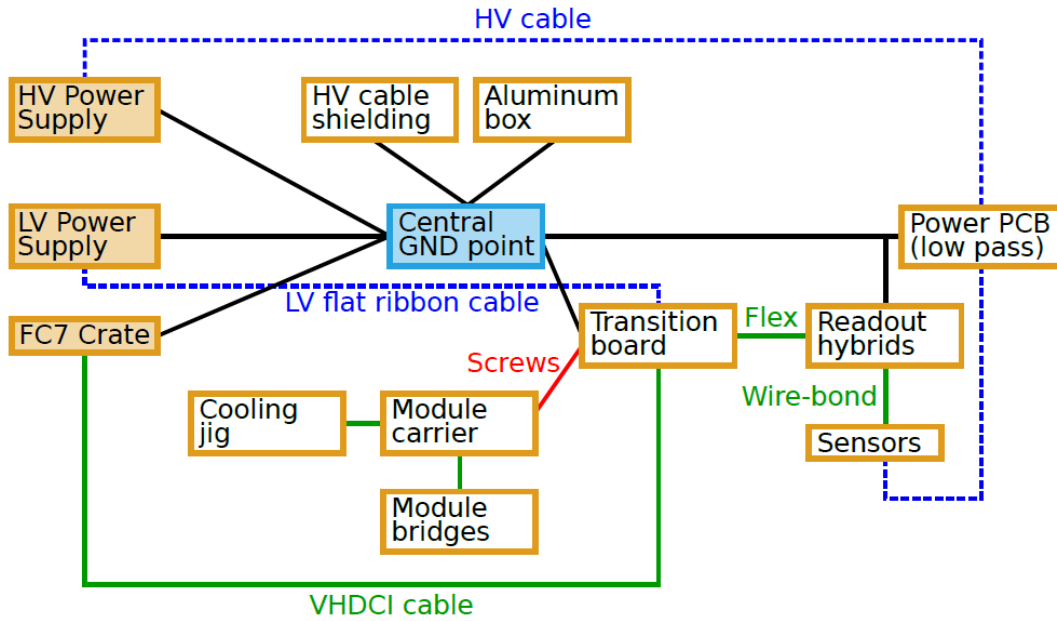 HV cable
HV Power
Supply
HV cable
shielding
Aluminum
box
LV Power
Supply
Central
GND point
Power PCB
(low pass)
LV flat ribbon cable
FC7 Crate
Transition
board
Flex
Readout
hybrids
Screws
Wire-bond
Cooling
jig
Module
carrier
Sensors
Module
bridges
VHDCI cable